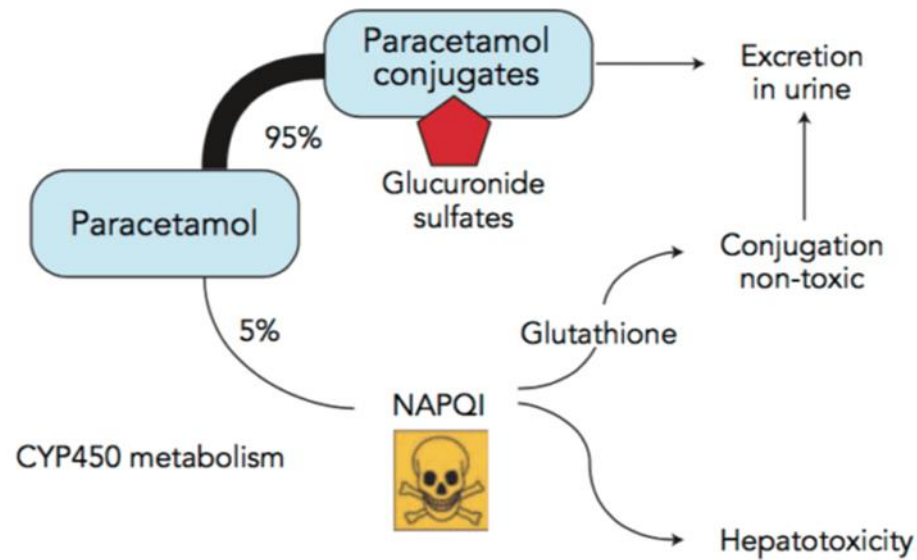 Paracetamol
conjugates
Excretion
in urine
95%
Glucuronide
sulfates
Paracetamol
Conjugation
non-toxic
5%
Glutathione
NAPQI
CYP450 metabolism
Hepatotoxicity